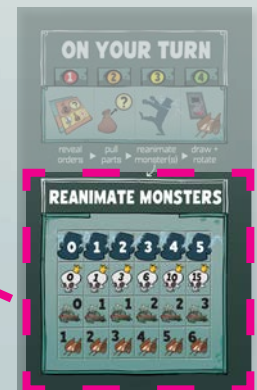 ON YOUR TURN
1 2 3 4
?
reveal orders ▶ pull parts ▶ reanimate monster(s) ▶ draw + rotate
REANIMATE MONSTERS
0 1 2 3 4 5
0 1 3 6 10 15
0 1 1 2 2 3
1 2 3 4 5 6